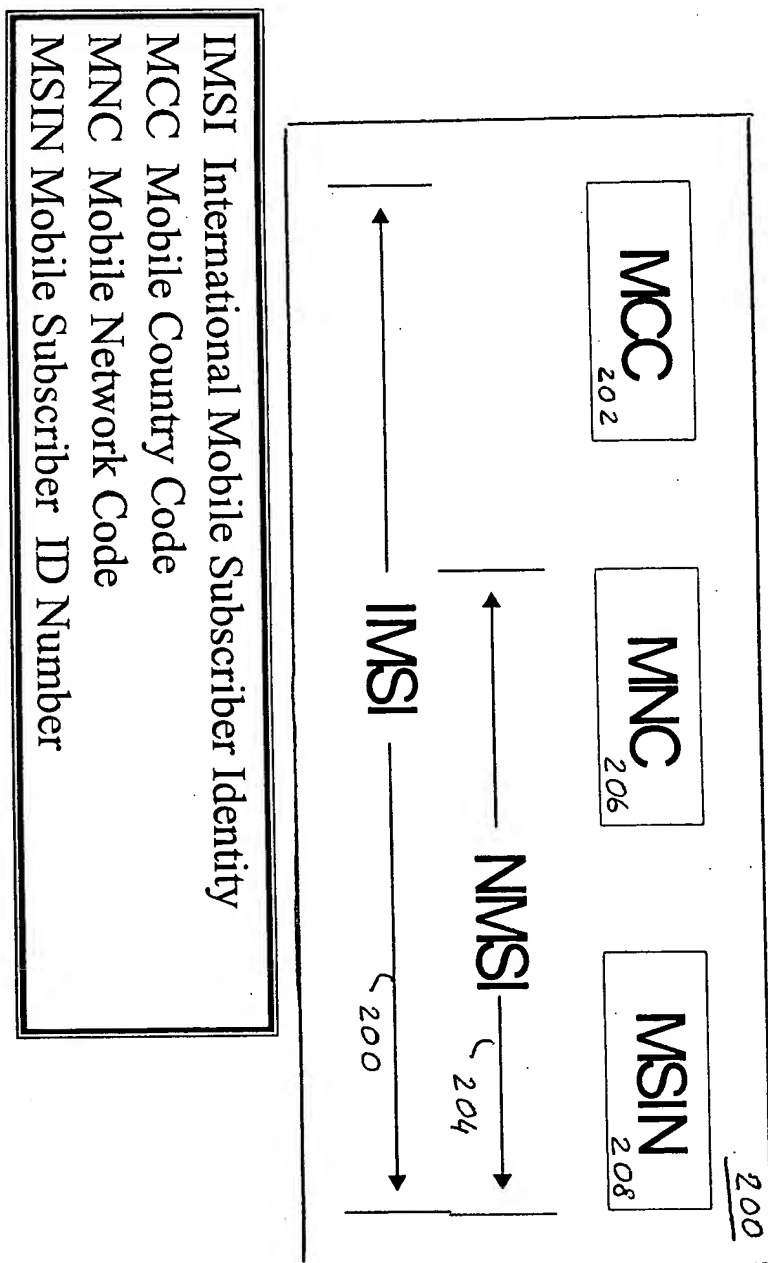 200
MCC 202
MNC 206
MSIN 208
NMSI 204
IMSI 200
IMSI International Mobile Subscriber Identity
MCC Mobile Country Code
MNC Mobile Network Code
MSIN Mobile Subscriber ID Number